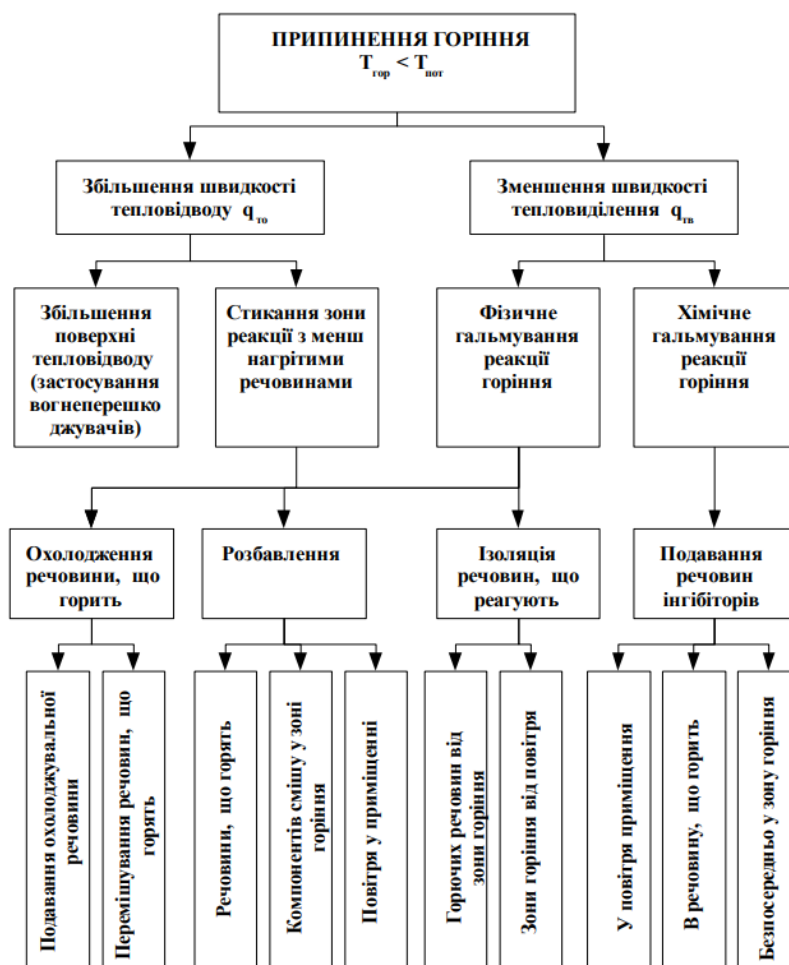 ПРИПИНЕННЯ ГОРІННЯ
Tгор < Tпот
Збільшення швидкості
тепловідводу qто
Зменшення швидкості
тепловиділення qтв
Збільшення
поверхні
тепловідводу
(застосування
вогнеперешко
джувачів)
Стикання зони
реакції з менш
нагрітими
речовинами
Фізичне
гальмування
реакції
горіння
Хімічне
гальмування
реакції
горіння
Охолодження
речовини, що
горить
Розбавлення
Ізоляція
речовин, що
реагують
Подавання
речовин
інгібіторів
Подавання охолоджувальної
речовини
Перемішування речовин, що
горять
Речовини, що горять
Компонентів смішу у зоні
горіння
Повітря у приміщенні
Горючих речовин від
зони горіння
Зони горіння від повітря
У повітря приміщення
В речовину, що горить
Безпосередньо у зону горіння